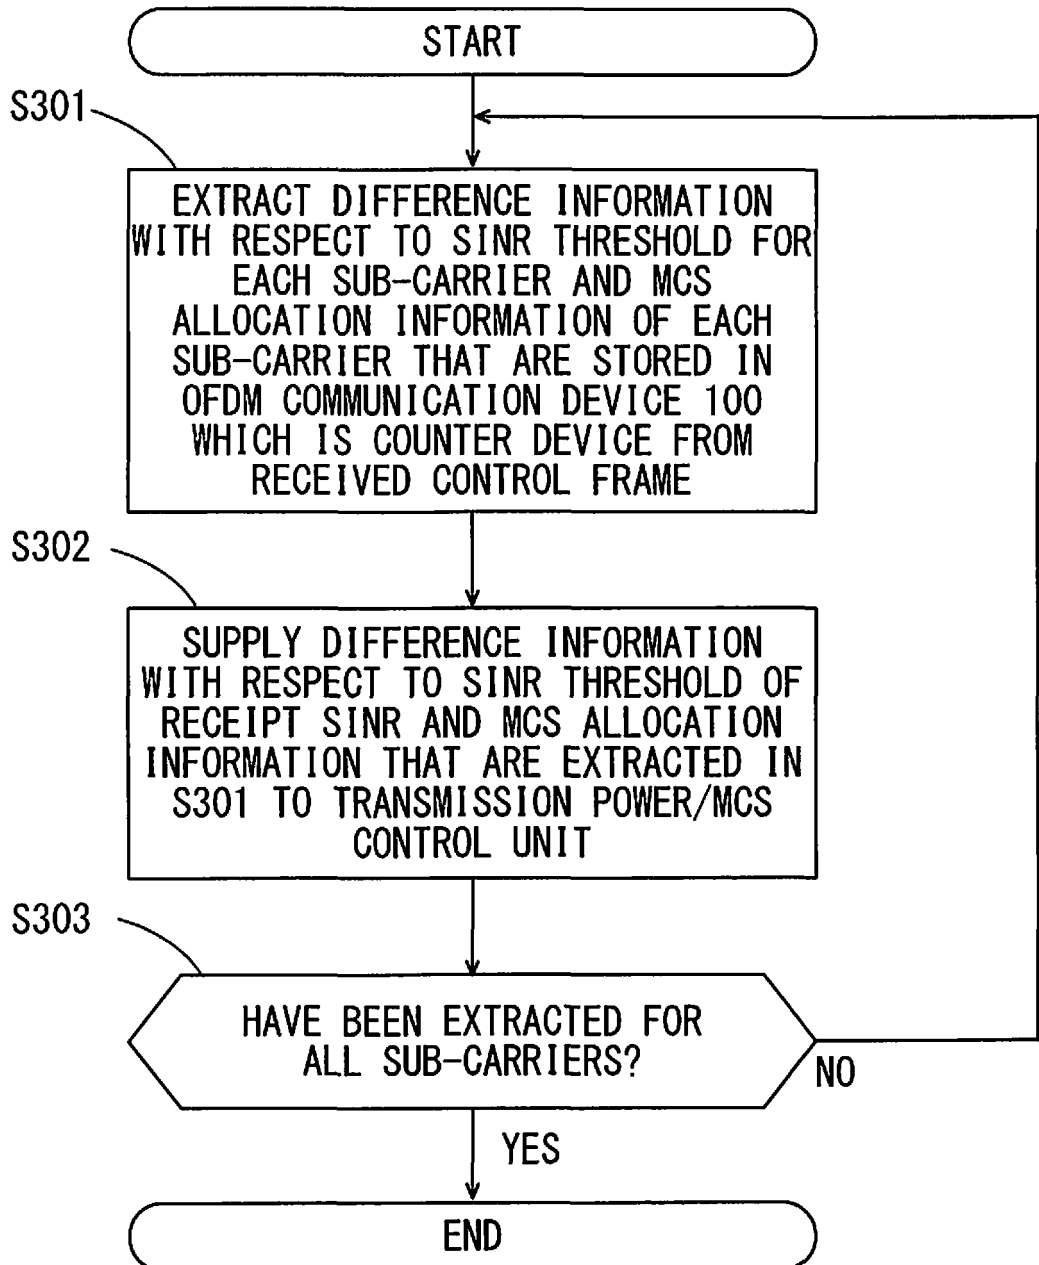 START
S301
EXTRACT DIFFERENCE INFORMATION
WITH RESPECT TO SINR THRESHOLD FOR
EACH SUB-CARRIER AND MCS
ALLOCATION INFORMATION OF EACH
SUB-CARRIER THAT ARE STORED IN
OFDM COMMUNICATION DEVICE 100
WHICH IS COUNTER DEVICE FROM
RECEIVED CONTROL FRAME
S302
SUPPLY DIFFERENCE INFORMATION
WITH RESPECT TO SINR THRESHOLD OF
RECEIPT SINR AND MCS ALLOCATION
INFORMATION THAT ARE EXTRACTED IN
S301 TO TRANSMISSION POWER/MCS
CONTROL UNIT
S303
HAVE BEEN EXTRACTED FOR
ALL SUB-CARRIERS?
NO
YES
END